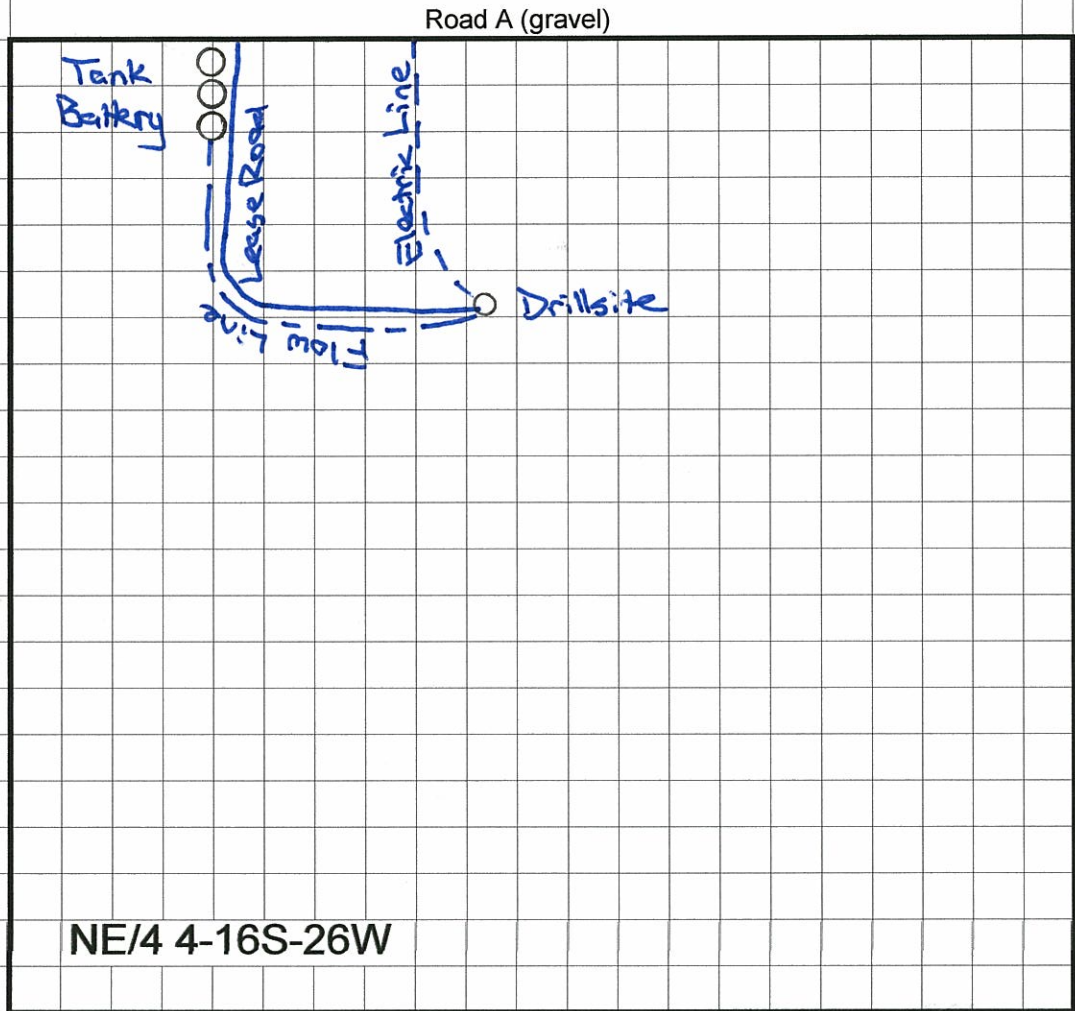 Road A (gravel)
Tank
Battery
Lease Road
Electric Line
Drillsite
Flow Line
NE/4 4-16S-26W